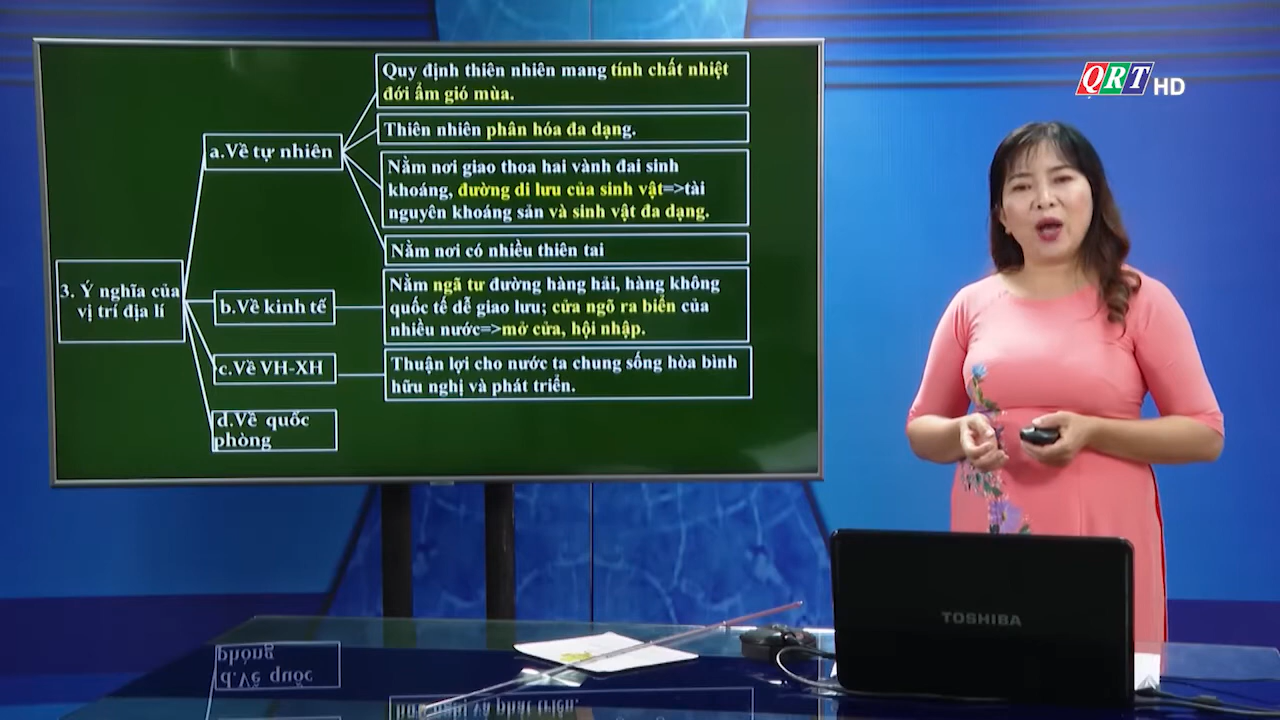 QRT HD
Quy định thiên nhiên mang tính chất nhiệt
đới ẩm gió mùa.
Thiên nhiên phân hóa đa dạng.
a.Về tự nhiên
Nằm nơi giao thoa hai vành đai sinh
khoáng, đường di lưu của sinh vật=>tài
nguyên khoáng sản và sinh vật đa dạng.
Nằm nơi có nhiều thiên tai
3. Ý nghĩa của
vị trí địa lí
b.Về kinh tế
Nằm ngã tư đường hàng hải, hàng không
quốc tế dễ giao lưu; cửa ngõ ra biển của
nhiều nước=>mở cửa, hội nhập.
c.Về VH-XH
Thuận lợi cho nước ta chung sống hòa bình
hữu nghị và phát triển.
d.Về quốc
phòng
TOSHIBA